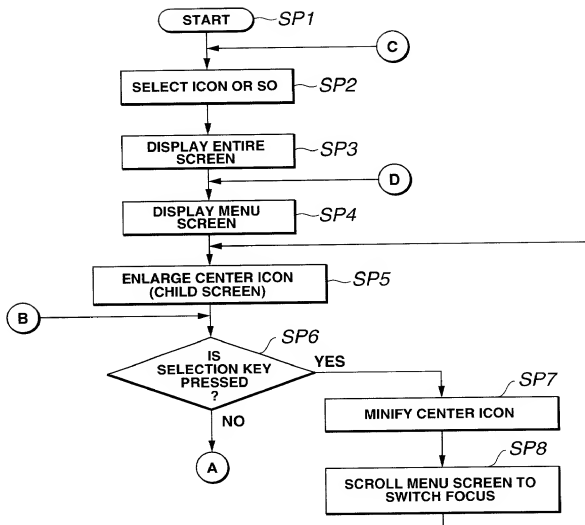 START
SP1
C
SELECT ICON OR SO
SP2
DISPLAY ENTIRE
SCREEN
SP3
D
DISPLAY MENU
SCREEN
SP4
ENLARGE CENTER ICON
(CHILD SCREEN)
SP5
B
SP6
IS
SELECTION KEY
PRESSED
?
YES
NO
A
SP7
MINIFY CENTER ICON
SP8
SCROLL MENU SCREEN TO
SWITCH FOCUS